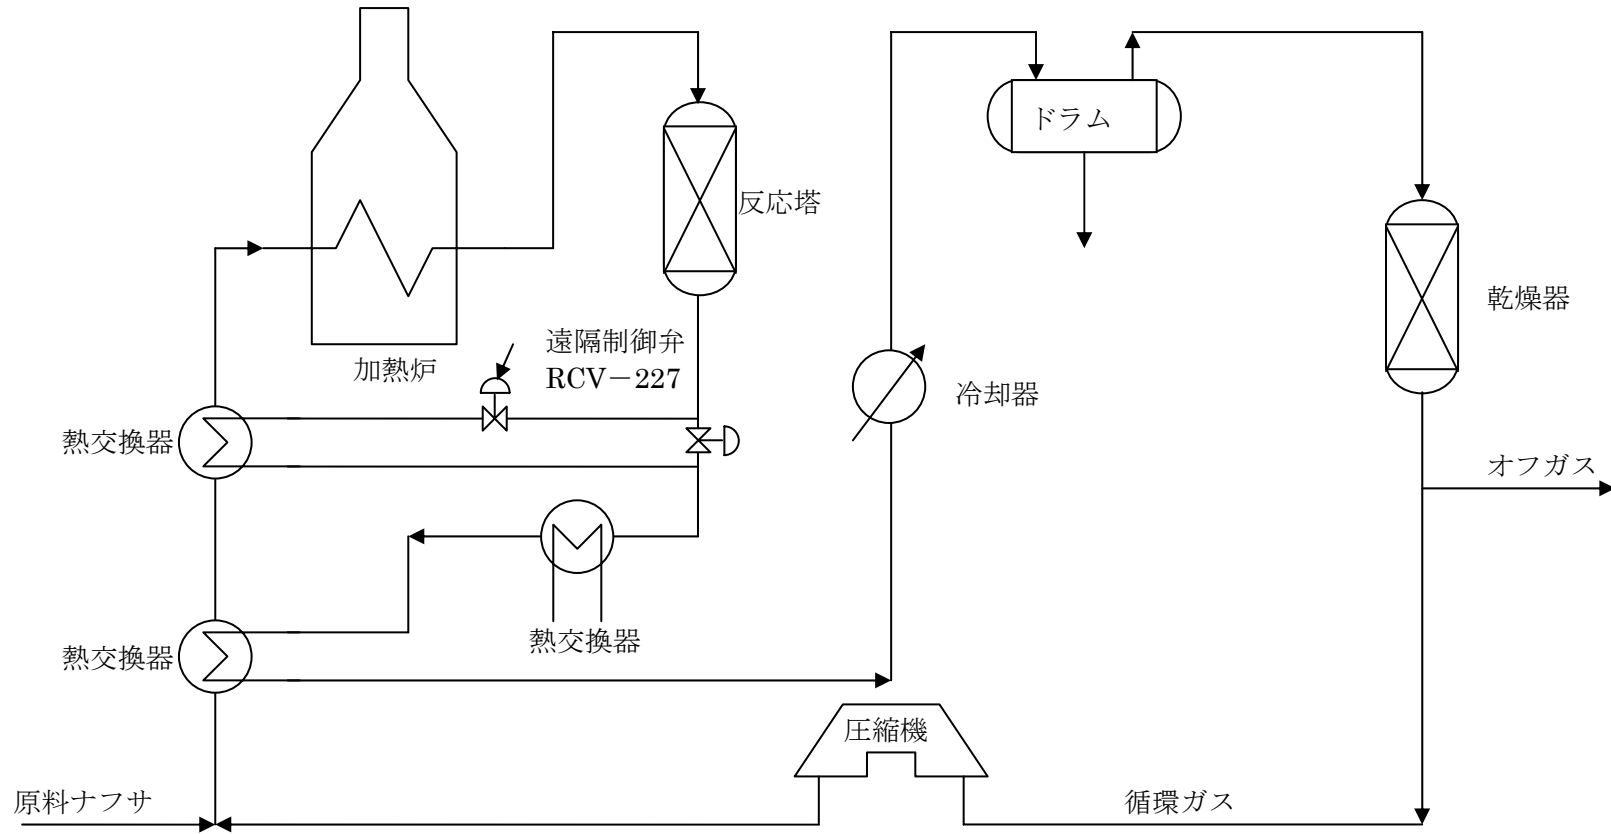 ドラム
反応塔
乾燥器
遠隔制御弁
RCV－227
加熱炉
冷却器
熱交換器
オフガス
熱交換器
熱交換器
圧縮機
原料ナフサ
循環ガス